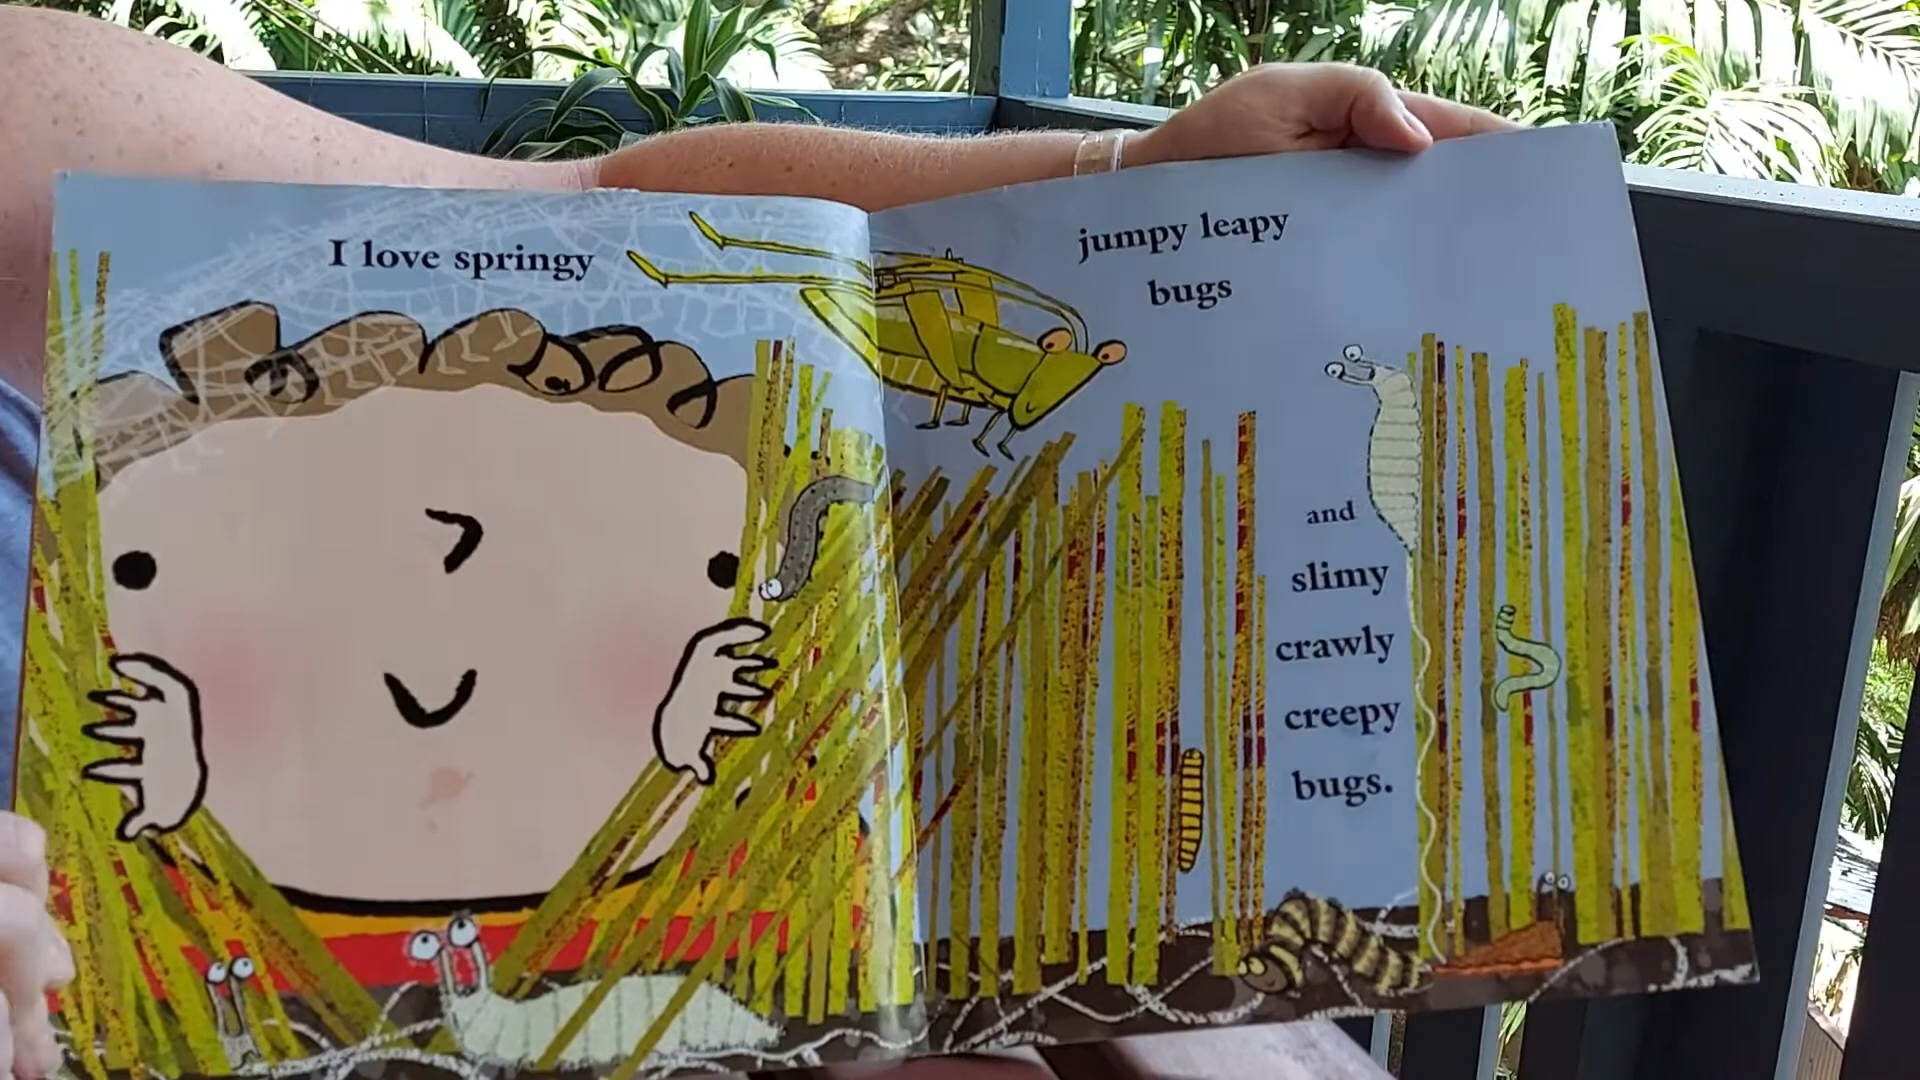 I love springy
jumpy leapy
bugs
and
slimy
crawly
creepy
bugs.